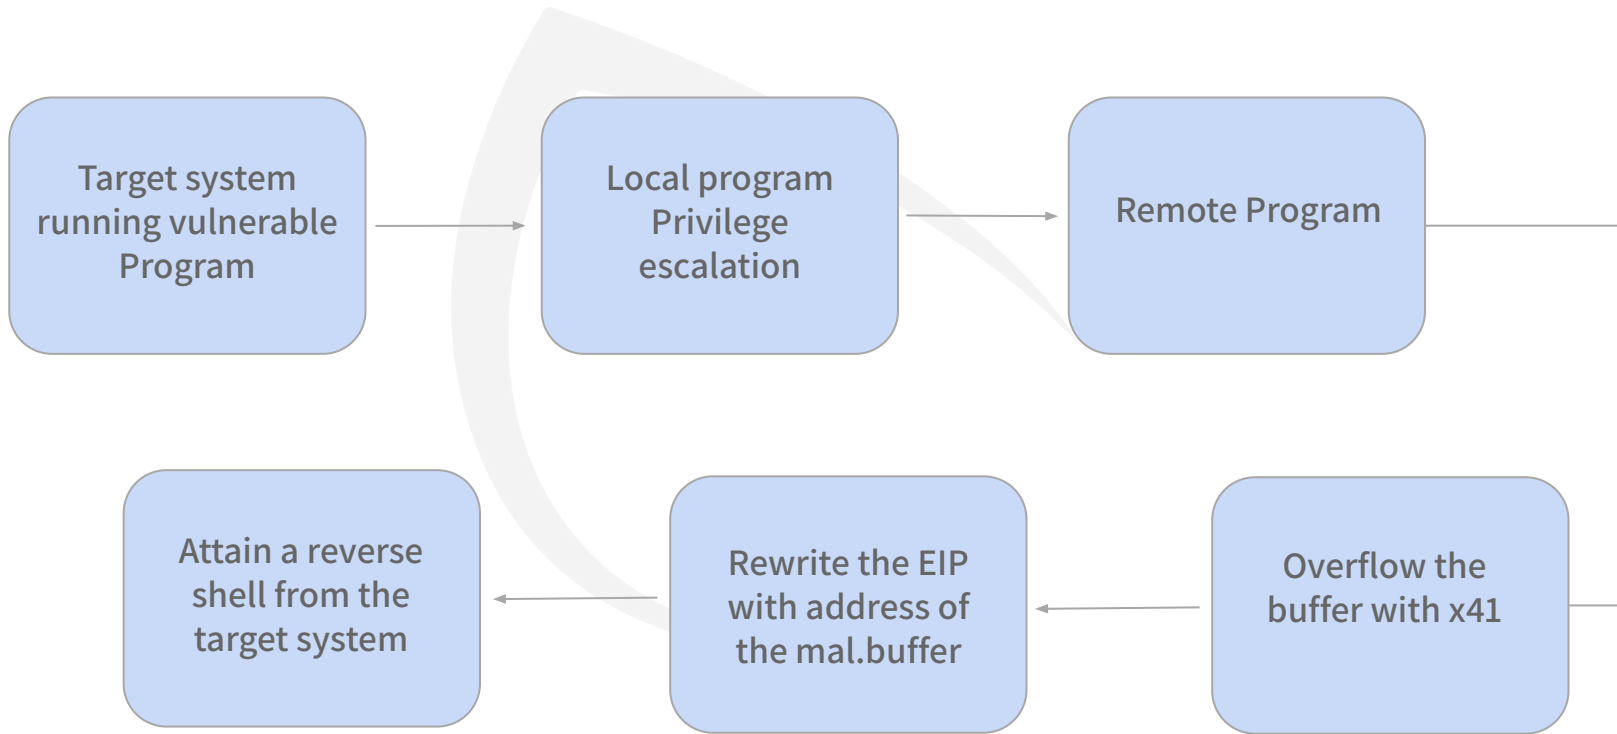 Target system
running vulnerable
Program
Local program
Privilege
escalation
Remote Program
Overflow the
buffer with x41
Rewrite the EIP
with address of
the mal.buffer
Attain a reverse
shell from the
target system